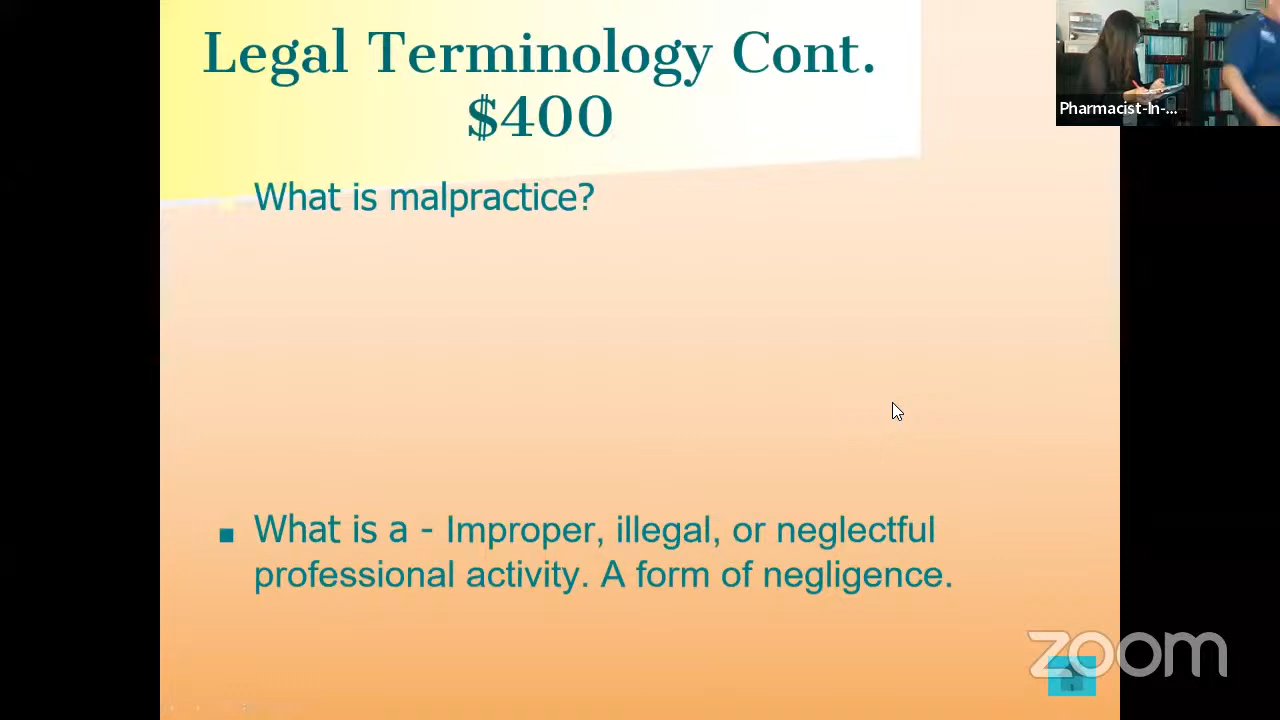 Legal Terminology Cont.
$400
Pharmacist-In-...
What is malpractice?
What is a - Improper, illegal, or neglectful
professional activity. A form of negligence.
zoom